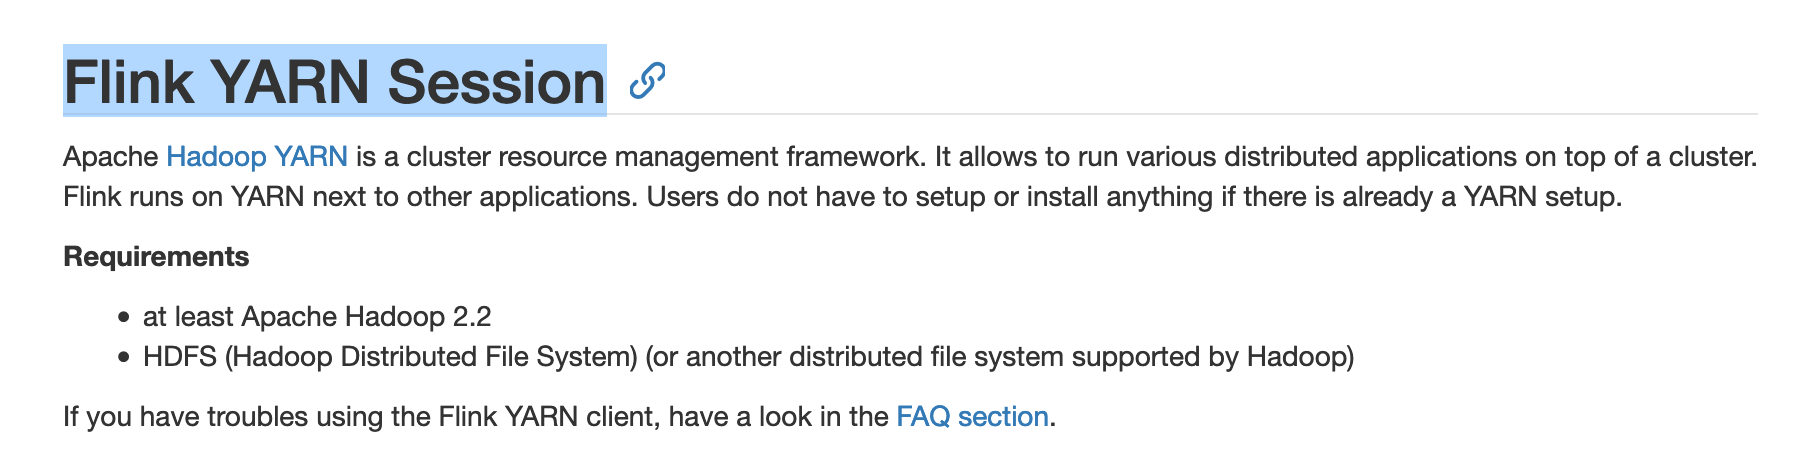 Flink YARN Session
Apache Hadoop YARN is a cluster resource management framework. It allows to run various distributed applications on top of a cluster.
Flink runs on YARN next to other applications. Users do not have to setup or install anything if there is already a YARN setup.
Requirements
• at least Apache Hadoop 2.2
• HDFS (Hadoop Distributed File System) (or another distributed file system supported by Hadoop)
If you have troubles using the Flink YARN client, have a look in the FAQ section.